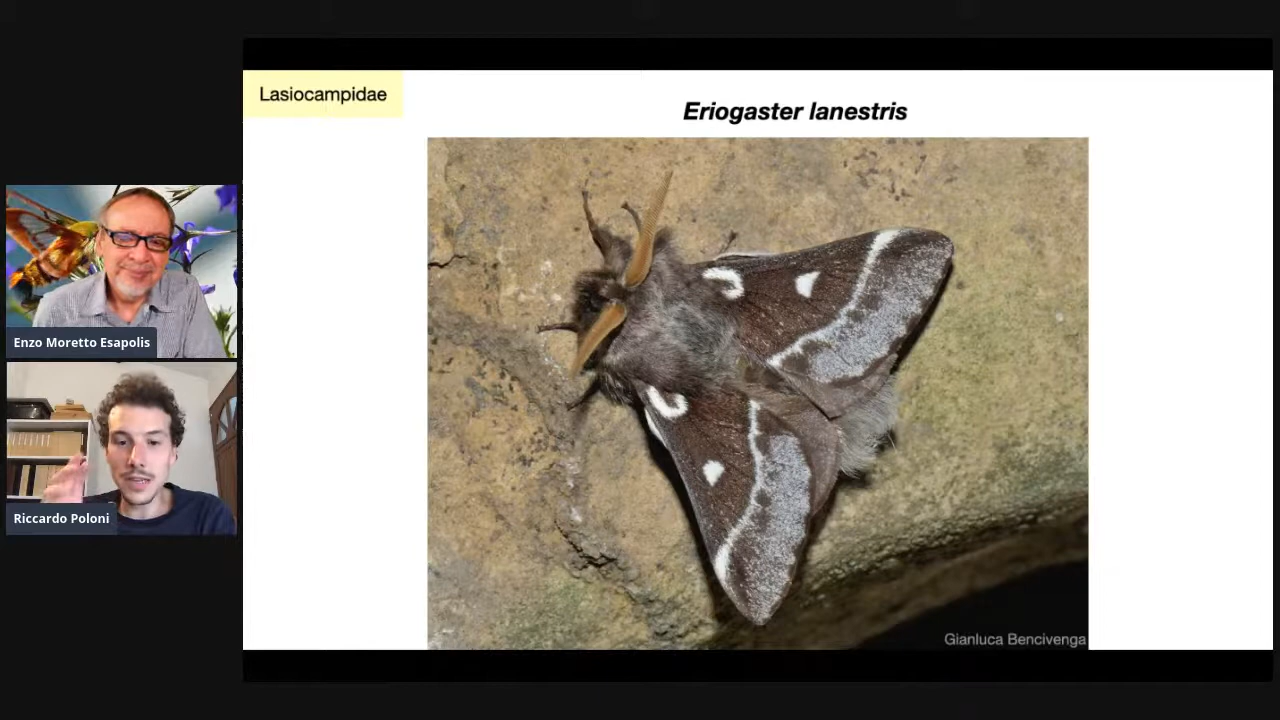 Lasiocampidae
Eriogaster lanestris
Enzo Moretto Esapolis
Riccardo Poloni
Gianluca Bencivenga